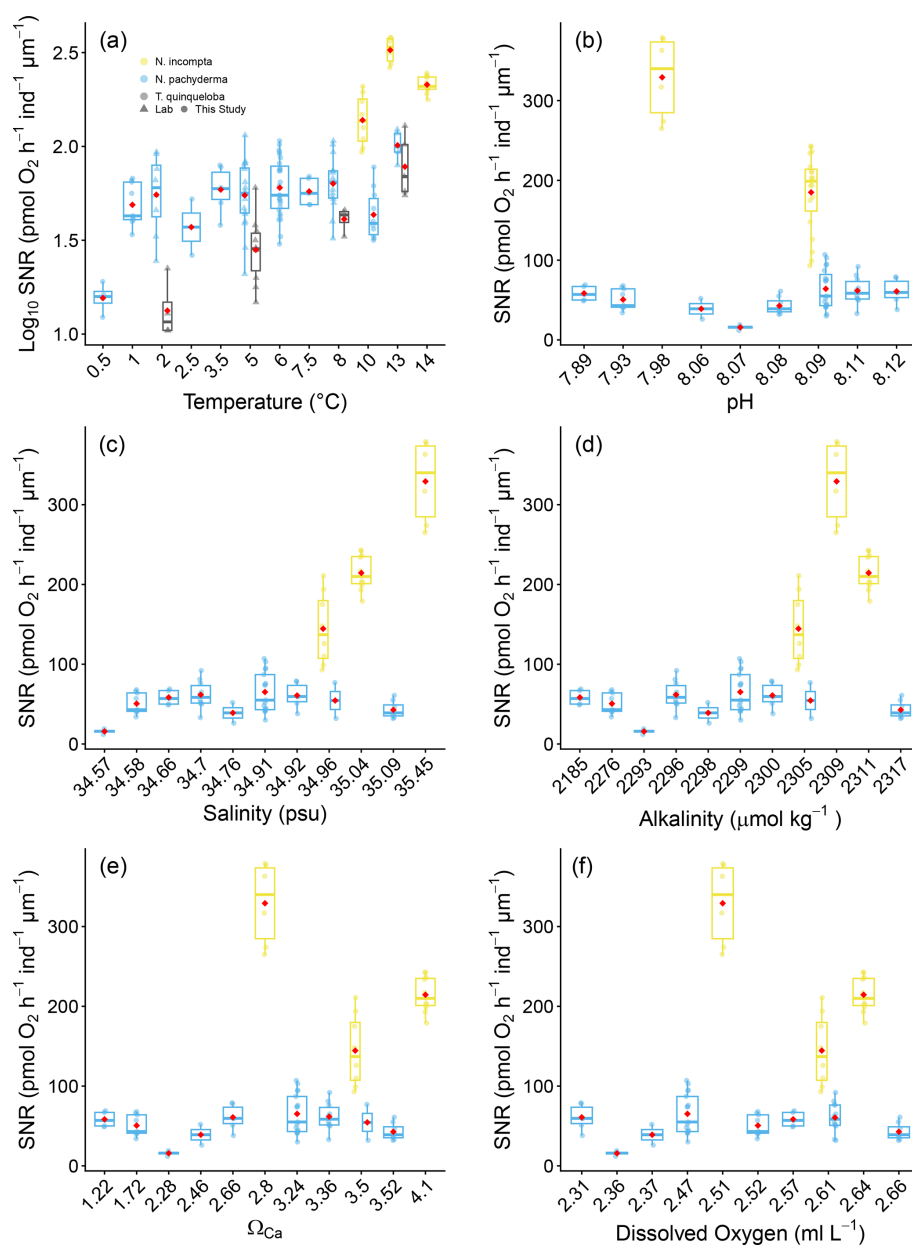 (a)
N. incompta
N. pachyderma
T. quinqueloba
Lab This Study
Log₁₀ SNR (pmol O₂ h⁻¹ ind⁻¹ μm⁻¹)
2.5
2.0
1.5
1.0
0.5 1 2 2.5 3.5 5 6 7.5 8 10 13 14
Temperature (°C)
(b)
SNR (pmol O₂ h⁻¹ ind⁻¹ μm⁻¹)
300
200
100
0
7.89 7.93 7.98 8.06 8.07 8.08 8.09 8.11 8.12
pH
(c)
SNR (pmol O₂ h⁻¹ ind⁻¹ μm⁻¹)
300
200
100
0
34.57 34.58 34.66 34.7 34.76 34.91 34.92 34.96 35.04 35.09 35.45
Salinity (psu)
(d)
SNR (pmol O₂ h⁻¹ ind⁻¹ μm⁻¹)
300
200
100
0
2185 2276 2293 2296 2298 2299 2300 2305 2309 2311 2317
Alkalinity (μmol kg⁻¹ )
(e)
SNR (pmol O₂ h⁻¹ ind⁻¹ μm⁻¹)
300
200
100
0
1.22 1.72 2.28 2.46 2.66 2.8 3.24 3.36 3.5 3.52 4.1
Ω_Ca
(f)
SNR (pmol O₂ h⁻¹ ind⁻¹ μm⁻¹)
300
200
100
0
2.31 2.36 2.37 2.47 2.51 2.52 2.57 2.61 2.64 2.66
Dissolved Oxygen (ml L⁻¹)